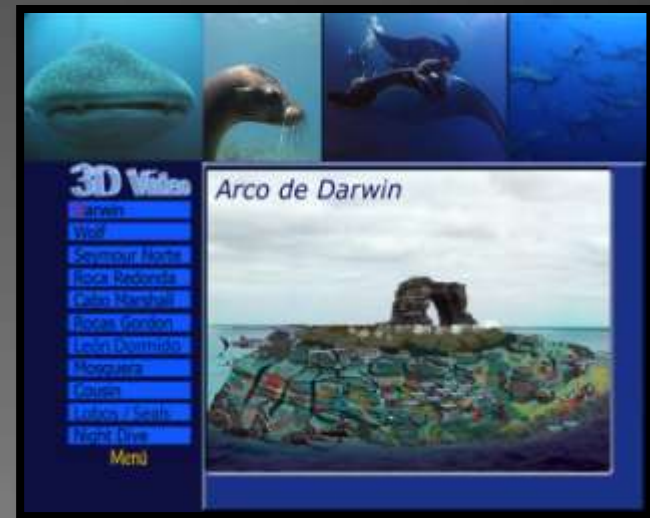 3D Video
Arco de Darwin
Darwin
Wolf
Seymour Norte
Roca Redonda
Cabo Marshall
Rocas Gordon
León Dormido
Mosquera
Cousin
Lobos / Seals
Night Dive
Menú